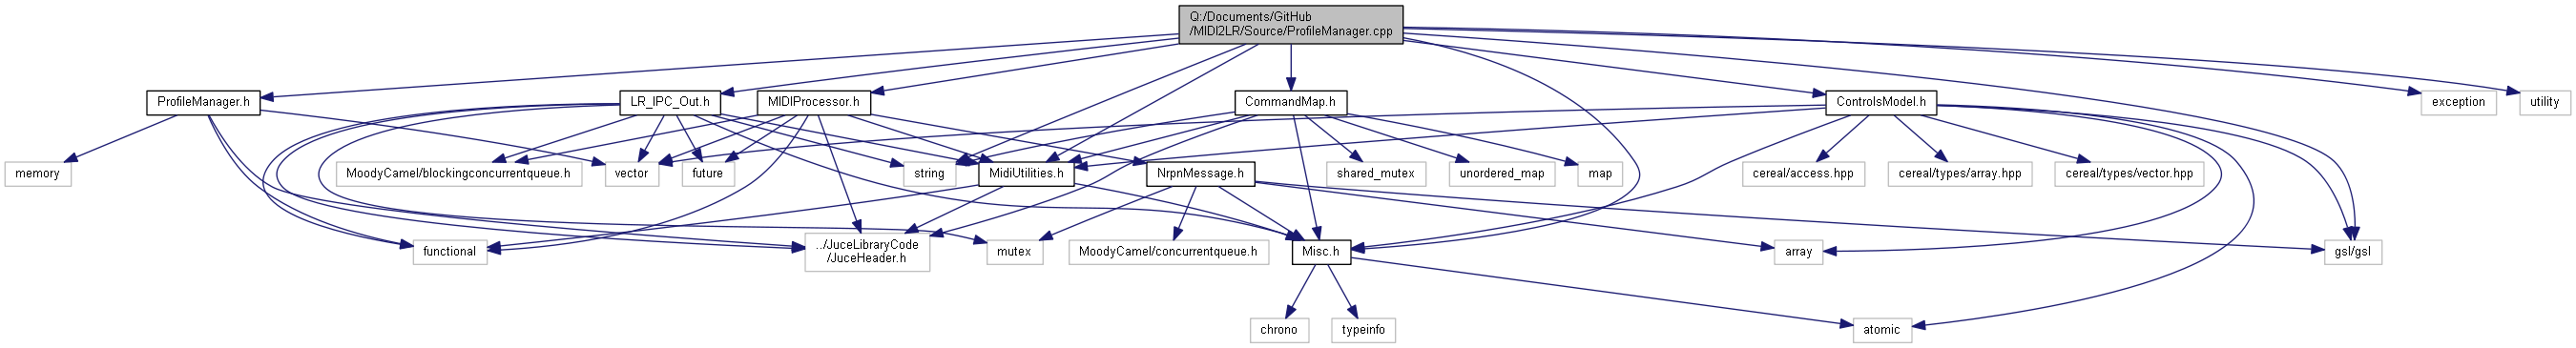 Q:/Documents/GitHub
/MIDI2LR/Source/ProfileManager.cpp
ProfileManager.h
LR_IPC_Out.h
MIDIProcessor.h
CommandMap.h
ControlsModel.h
exception
utility
memory
MoodyCamel/blockingconcurrentqueue.h
vector
future
string
MidiUtilities.h
NrpnMessage.h
shared_mutex
unordered_map
map
cereal/access.hpp
cereal/types/array.hpp
cereal/types/vector.hpp
functional
../JuceLibraryCode
/JuceHeader.h
mutex
MoodyCamel/concurrentqueue.h
Misc.h
array
gsl/gsl
chrono
typeinfo
atomic